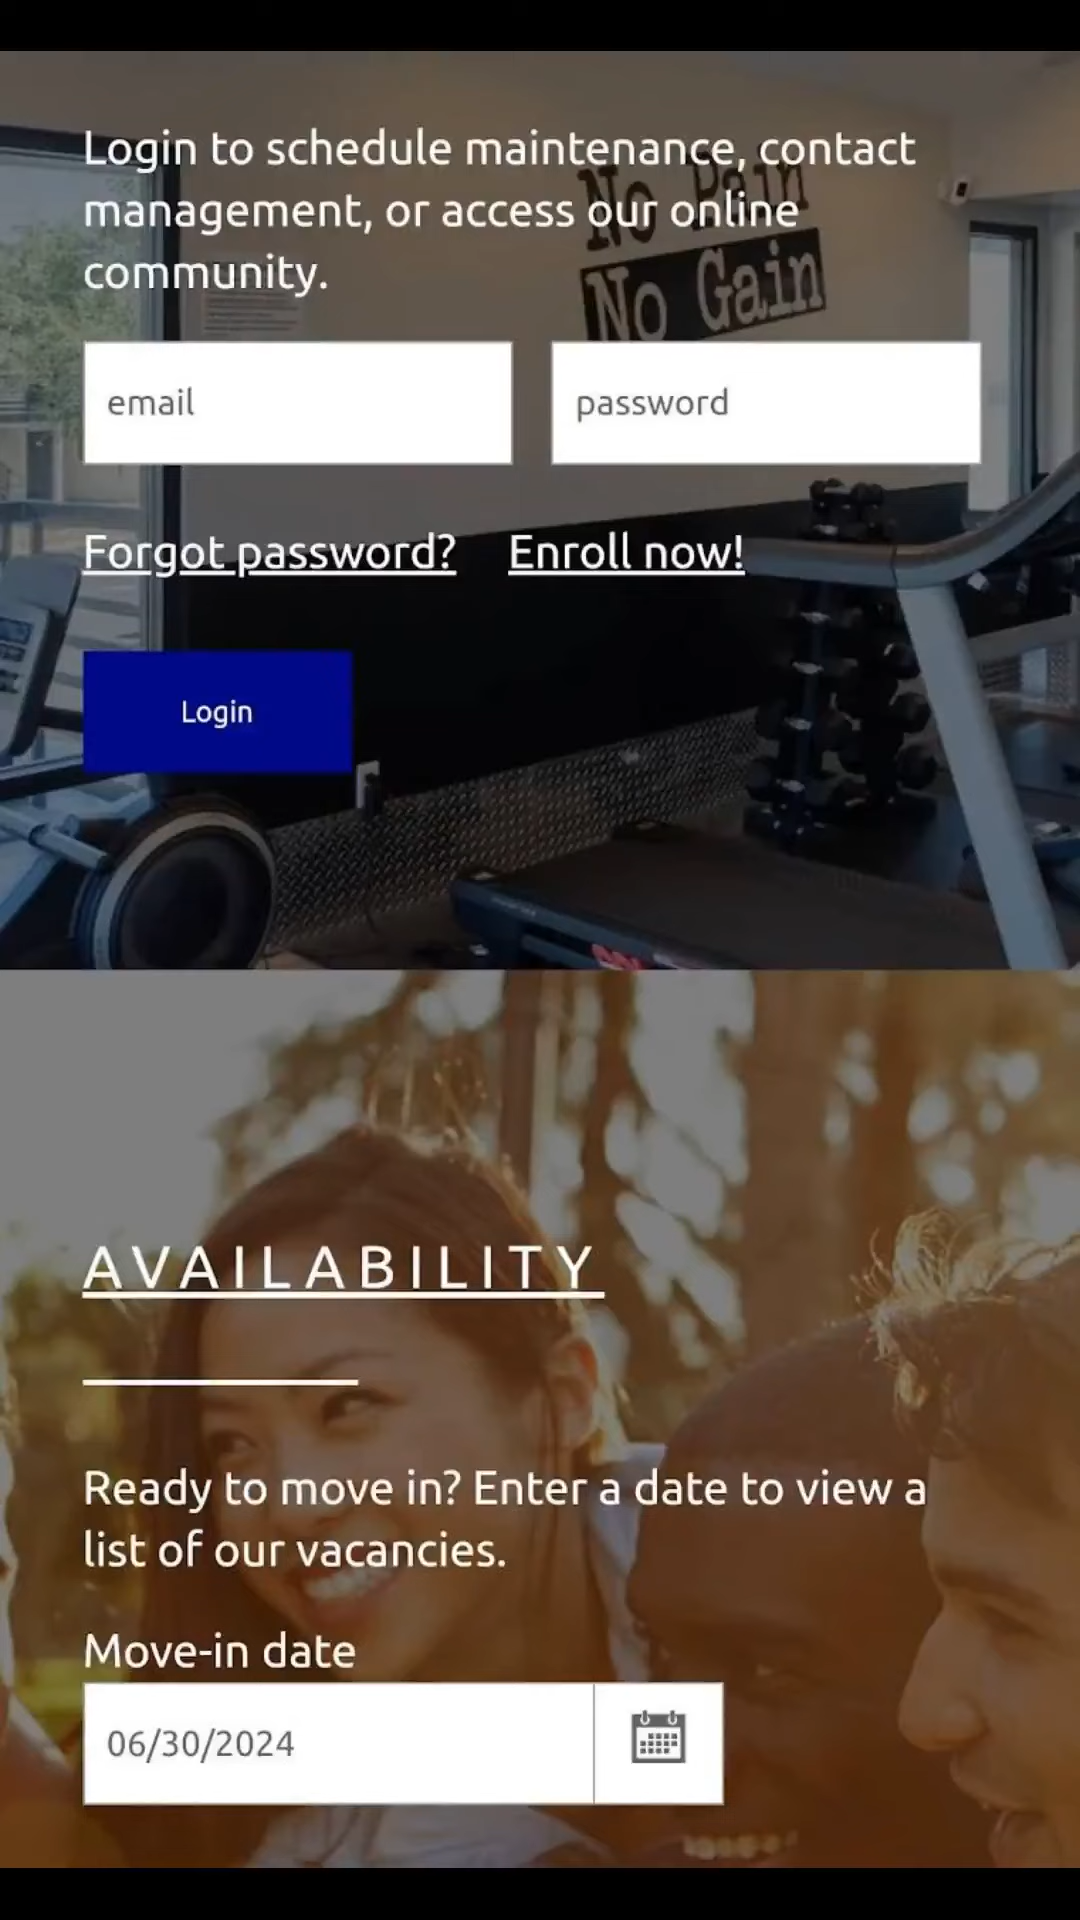 Login to schedule maintenance, contact
management, or access our online
community.
No Pain
No Gain
email
password
Forgot password?
Enroll now!
Login
AVAILABILITY
Ready to move in? Enter a date to view a
list of our vacancies.
Move-in date
06/30/2024